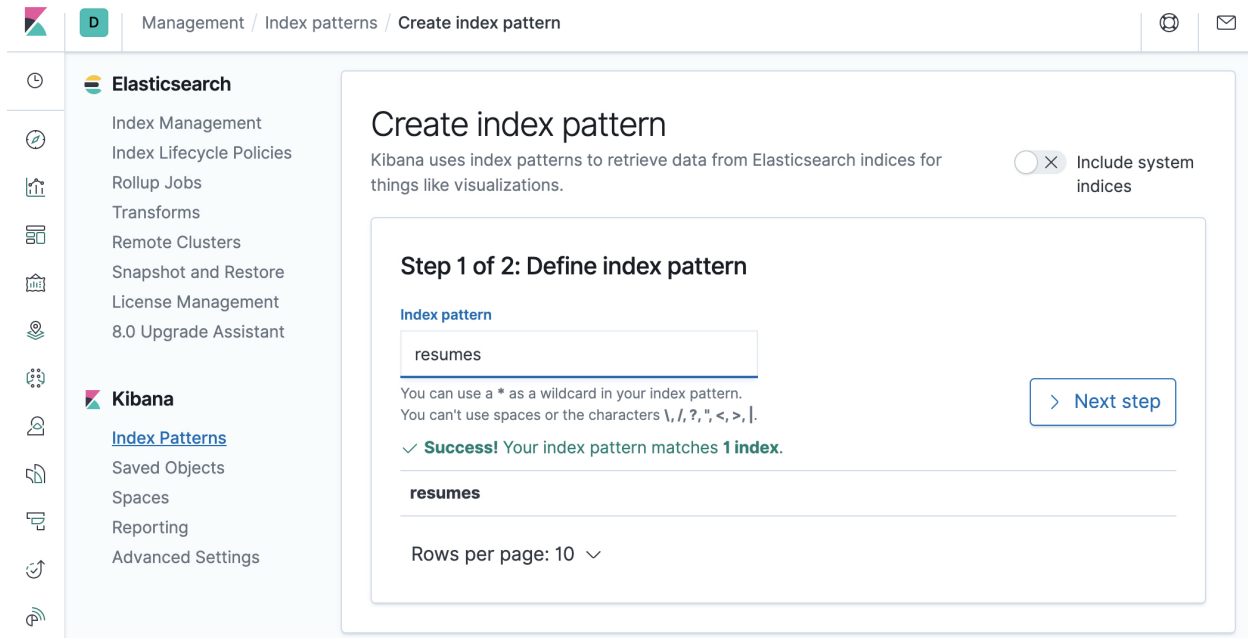 D Management / Index patterns / Create index pattern
Elasticsearch
Index Management
Index Lifecycle Policies
Rollup Jobs
Transforms
Remote Clusters
Snapshot and Restore
License Management
8.0 Upgrade Assistant
Kibana
Index Patterns
Saved Objects
Spaces
Reporting
Advanced Settings
Create index pattern
Kibana uses index patterns to retrieve data from Elasticsearch indices for
things like visualizations.
Include system
indices
Step 1 of 2: Define index pattern
Index pattern
resumes
You can use a * as a wildcard in your index pattern.
You can't use spaces or the characters \, /, ?, ", <, >, |.
Next step
Success! Your index pattern matches 1 index.
resumes
Rows per page: 10